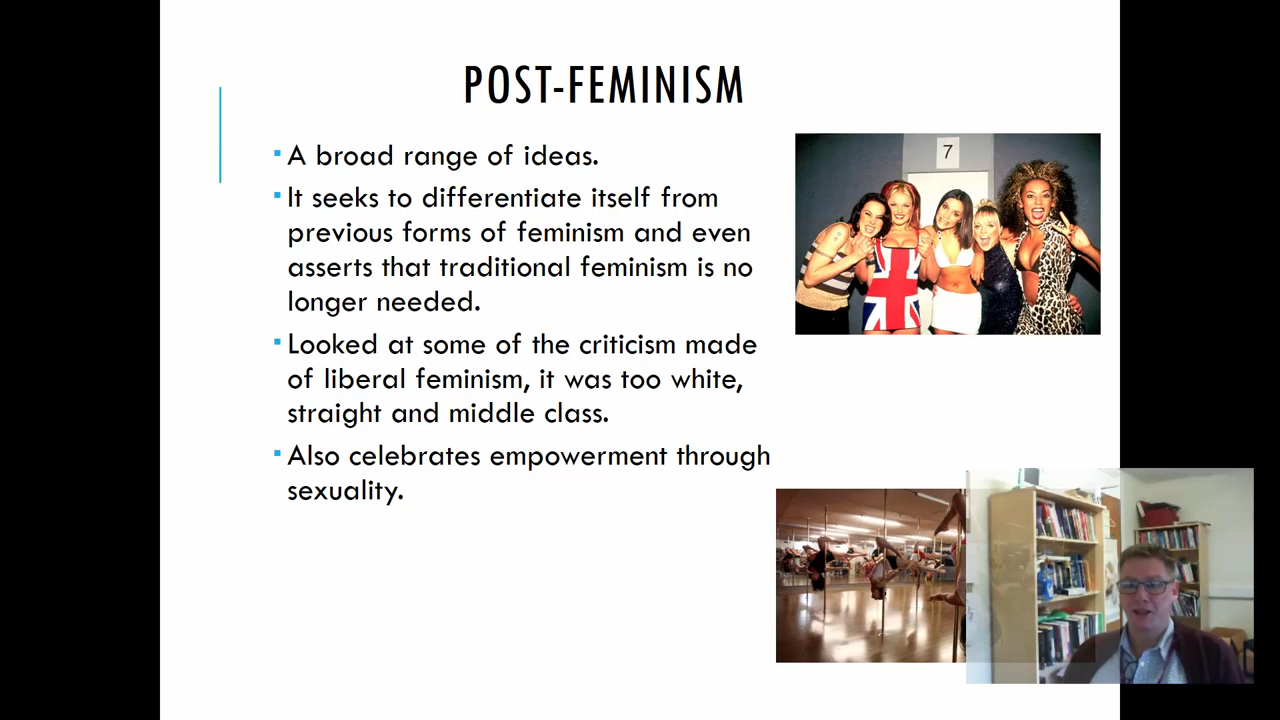 POST-FEMINISM
7
▪A broad range of ideas.
▪It seeks to differentiate itself from
previous forms of feminism and even
asserts that traditional feminism is no
longer needed.
▪Looked at some of the criticism made
of liberal feminism, it was too white,
straight and middle class.
▪Also celebrates empowerment through
sexuality.